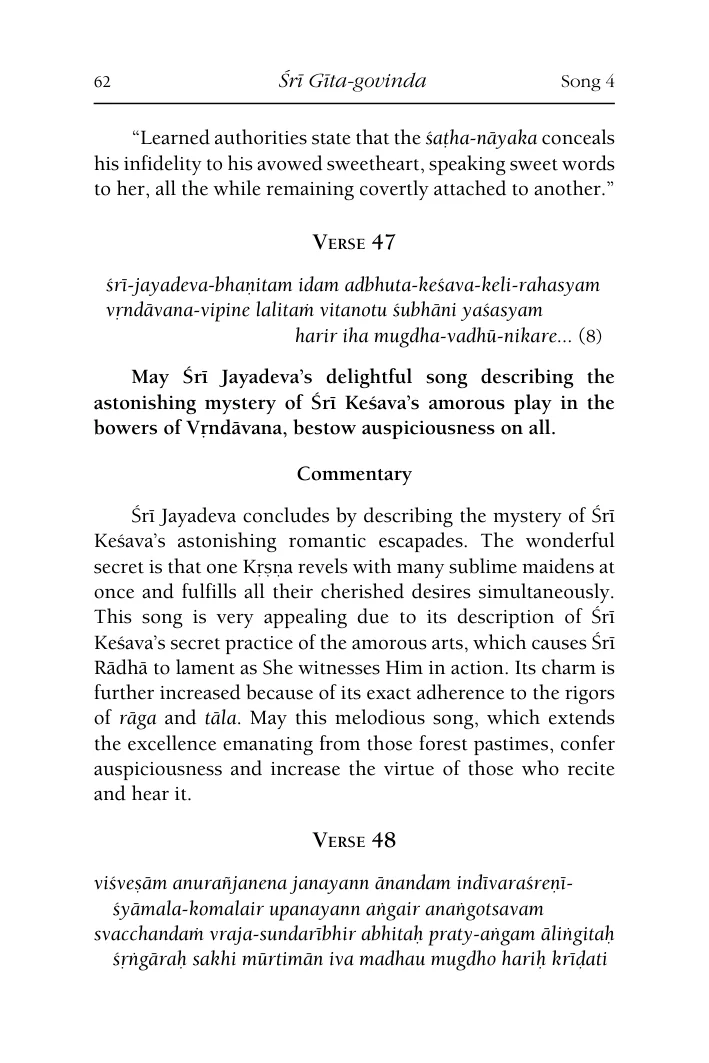 62 Śrī Gīta-govinda Song 4
“Learned authorities state that the śaṭha-nāyaka conceals
his infidelity to his avowed sweetheart, speaking sweet words
to her, all the while remaining covertly attached to another.”
Verse 47
śrī-jayadeva-bhaṇitam idam adbhuta-keśava-keli-rahasyam
vṛndāvana-vipine lalitaṁ vitanotu śubhāni yaśasyam
harir iha mugdha-vadhū-nikare... (8)
May Śrī Jayadeva’s delightful song describing the
astonishing mystery of Śrī Keśava’s amorous play in the
bowers of Vṛndāvana, bestow auspiciousness on all.
Commentary
Śrī Jayadeva concludes by describing the mystery of Śrī
Keśava’s astonishing romantic escapades. The wonderful
secret is that one Kṛṣṇa revels with many sublime maidens at
once and fulfills all their cherished desires simultaneously.
This song is very appealing due to its description of Śrī
Keśava’s secret practice of the amorous arts, which causes Śrī
Rādhā to lament as She witnesses Him in action. Its charm is
further increased because of its exact adherence to the rigors
of rāga and tāla. May this melodious song, which extends
the excellence emanating from those forest pastimes, confer
auspiciousness and increase the virtue of those who recite
and hear it.
Verse 48
viśveṣām anurañjanena janayann ānandam indīvaraśreṇī-
śyāmala-komalair upanayann aṅgair anaṅgotsavam
svacchandaṁ vraja-sundarībhir abhitaḥ praty-aṅgam āliṅgitaḥ
śṛṅgāraḥ sakhi mūrtimān iva madhau mugdho hariḥ krīḍati